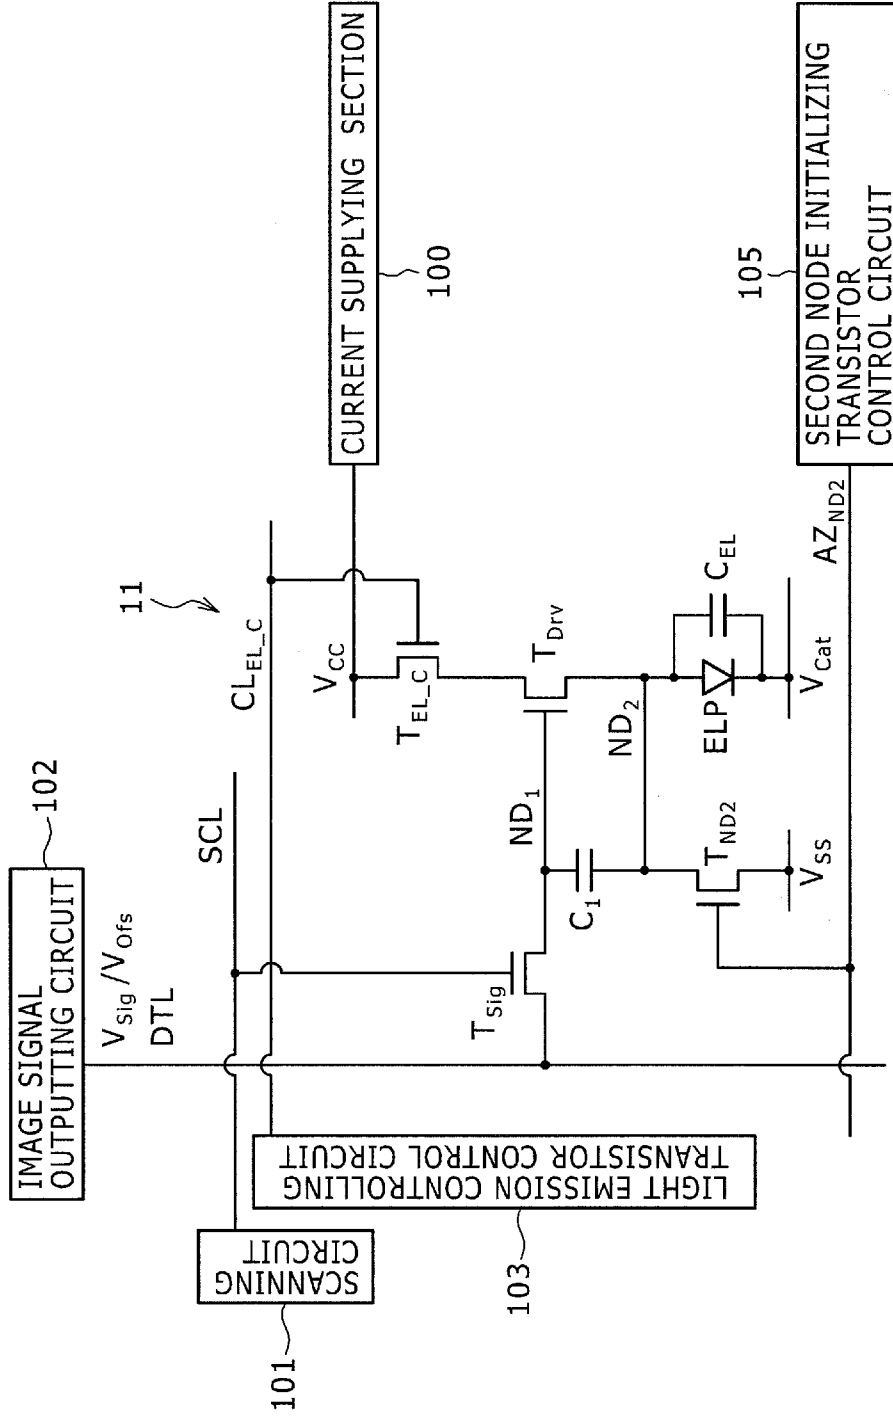 IMAGE SIGNAL
OUTPUTTING CIRCUIT
102
V_Sig / V_Ofs
DTL
SCL
CL_EL_C
11
CURRENT SUPPLYING SECTION
100
V_CC
T_EL_C
T_Drv
ND_1
ND_2
T_Sig
C_1
T_ND2
V_SS
ELP
C_EL
V_Cat
AZ_ND2
SECOND NODE INITIALIZING
TRANSISTOR
CONTROL CIRCUIT
105
LIGHT EMISSION CONTROLLING
TRANSISTOR CONTROL CIRCUIT
103
SCANNING
CIRCUIT
101